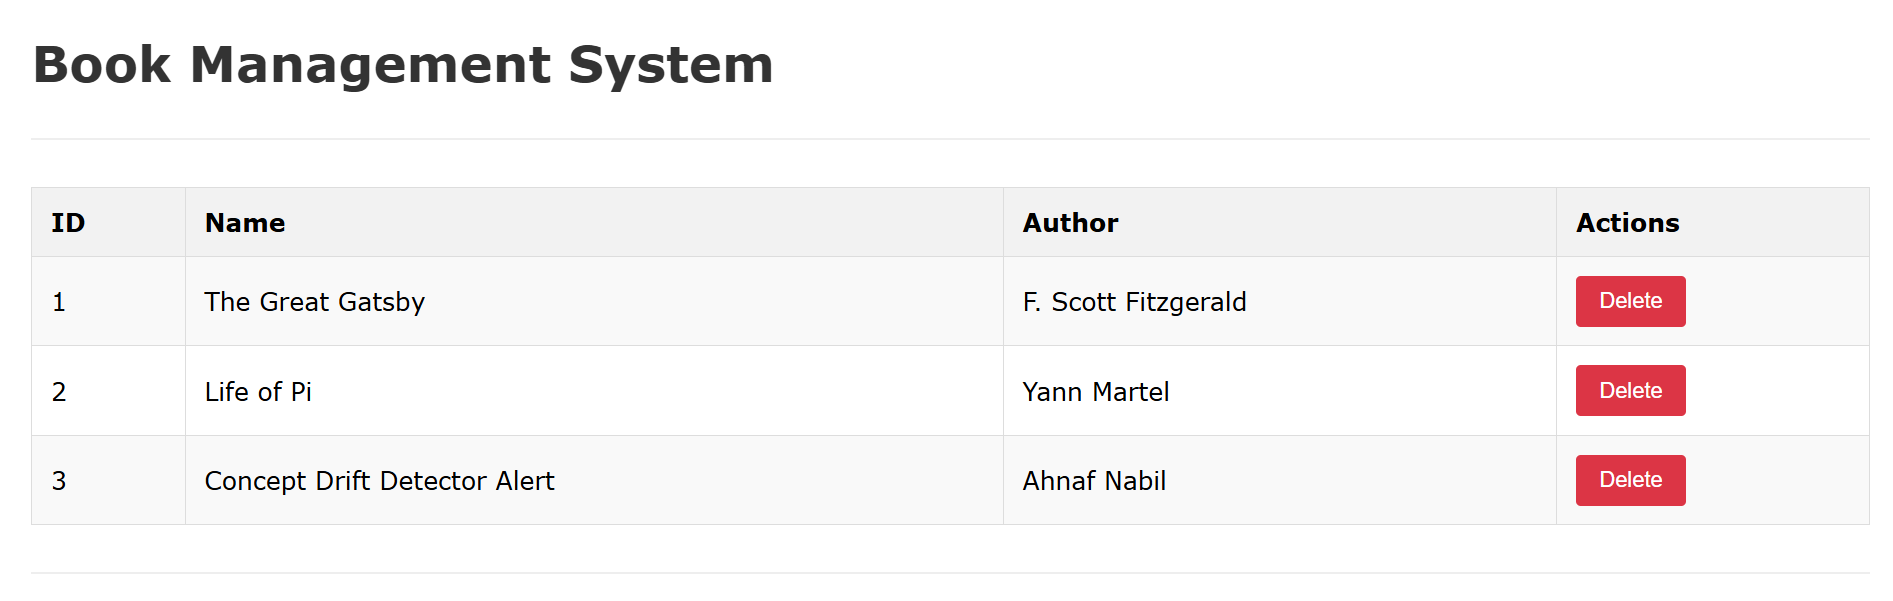 Book Management System
ID Name Author Actions
1 The Great Gatsby F. Scott Fitzgerald Delete
2 Life of Pi Yann Martel Delete
3 Concept Drift Detector Alert Ahnaf Nabil Delete